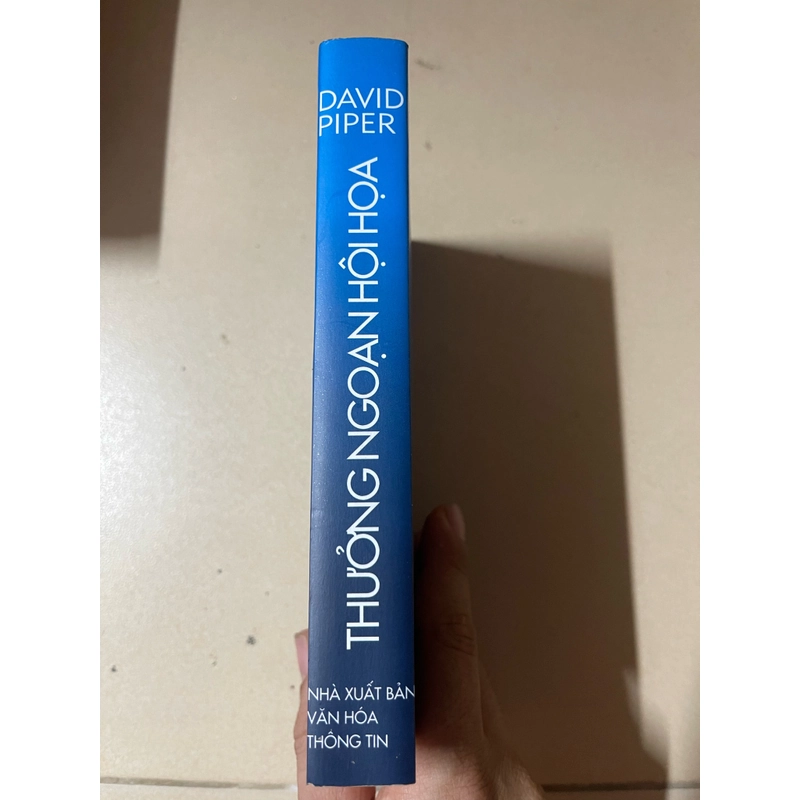 DAVID
PIPER
THƯỞNG NGOẠN HỘI HỌA
NHÀ XUẤT BẢN
VĂN HÓA
THÔNG TIN